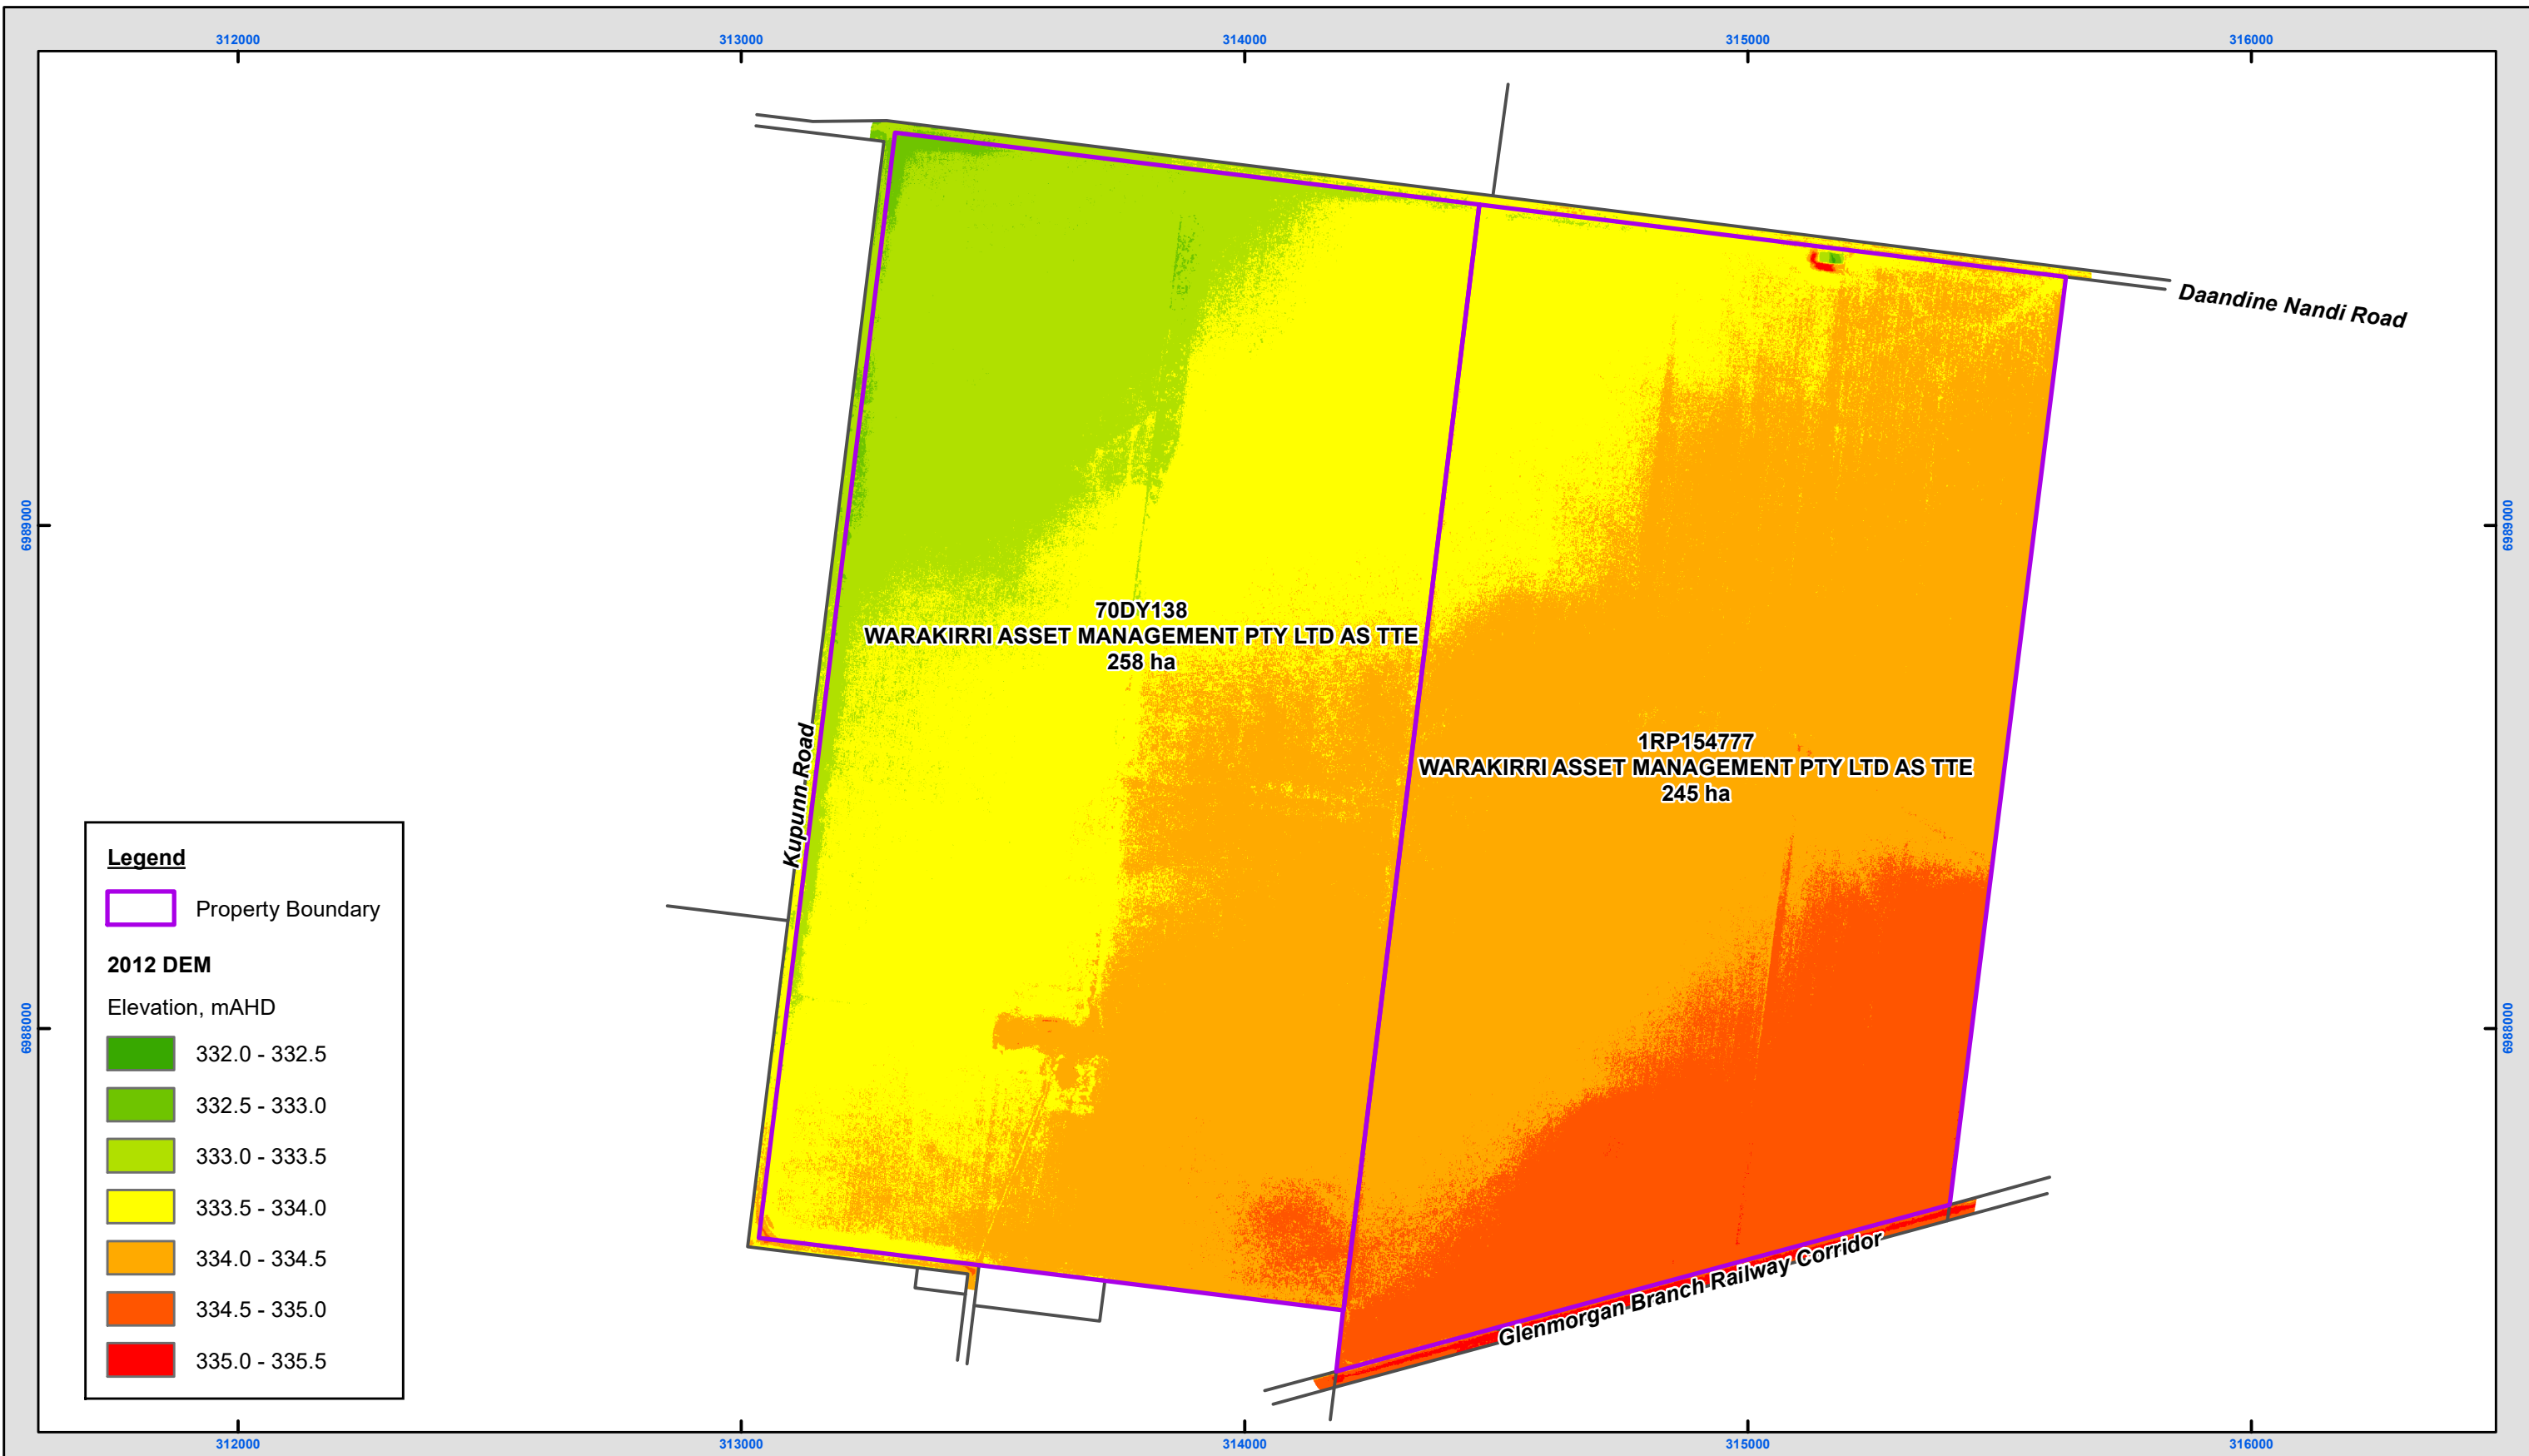 312000
313000
314000
315000
316000
Daandine Nandi Road
6989000
6989000
70DY138
WARAKIRRI ASSET MANAGEMENT PTY LTD AS TTE
258 ha
1RP154777
WARAKIRRI ASSET MANAGEMENT PTY LTD AS TTE
245 ha
Kupunn Road
Legend
Property Boundary
2012 DEM
Elevation, mAHD
332.0 - 332.5
332.5 - 333.0
333.0 - 333.5
333.5 - 334.0
334.0 - 334.5
334.5 - 335.0
335.0 - 335.5
6988000
6988000
Glenmorgan Branch Railway Corridor
312000
313000
314000
315000
316000